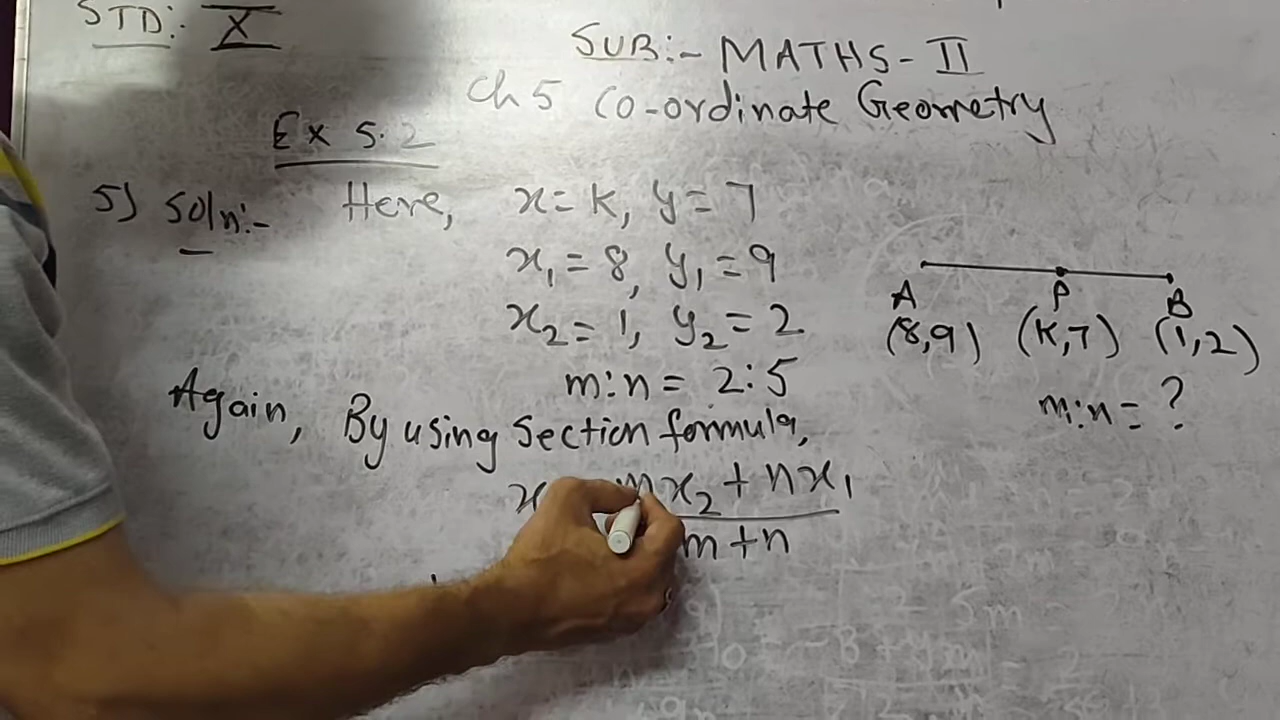 STD:- X
SUB:- MATHS-II
Ch 5 Co-ordinate Geometry
Ex 5.2
5) Soln:- Here, x=k, y=7
x₁=8, y₁=9
x₂=1, y₂=2
m:n=2:5
A P B
(8,9) (k,7) (1,2)
m:n=?
Again, By using section formula,
x mx₂+nx₁
m+n